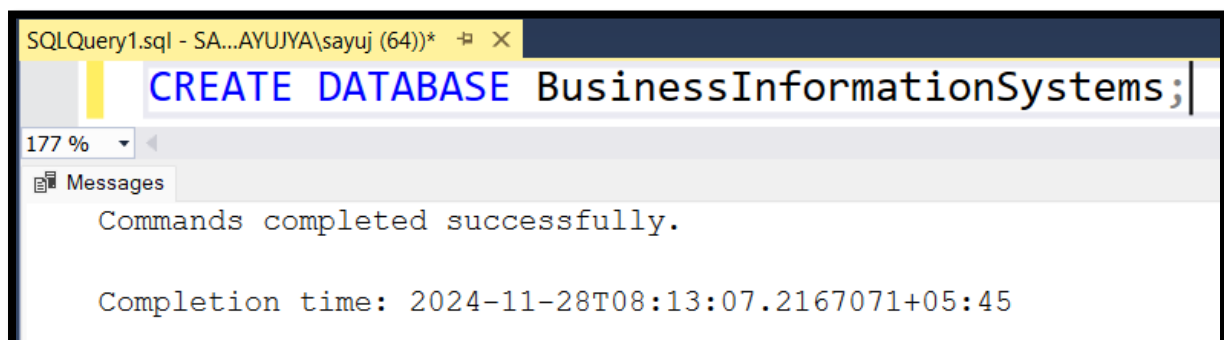 SQLQuery1.sql - SA...AYUJYA\sayuj (64))*
CREATE DATABASE BusinessInformationSystems;
177 %
Messages
Commands completed successfully.
Completion time: 2024-11-28T08:13:07.2167071+05:45